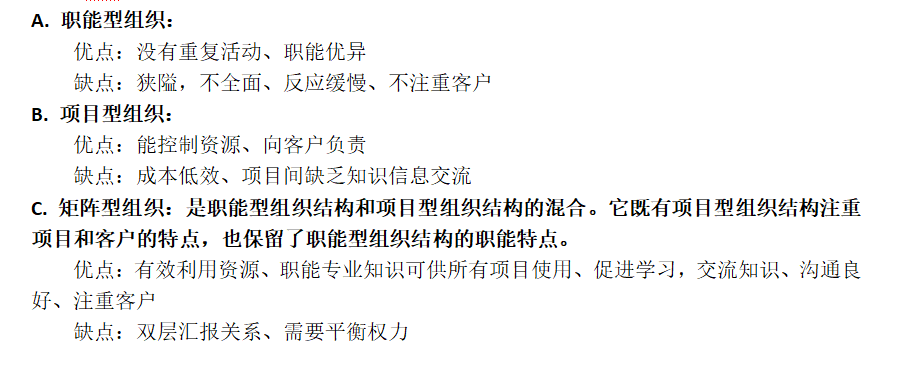 A. 职能型组织：
优点：没有重复活动、职能优异
缺点：狭隘，不全面、反应缓慢、不注重客户
B. 项目型组织：
优点：能控制资源、向客户负责
缺点：成本低效、项目间缺乏知识信息交流
C. 矩阵型组织：是职能型组织结构和项目型组织结构的混合。它既有项目型组织结构注重
项目和客户的特点，也保留了职能型组织结构的职能特点。
优点：有效利用资源、职能专业知识可供所有项目使用、促进学习，交流知识、沟通良
好、注重客户
缺点：双层汇报关系、需要平衡权力